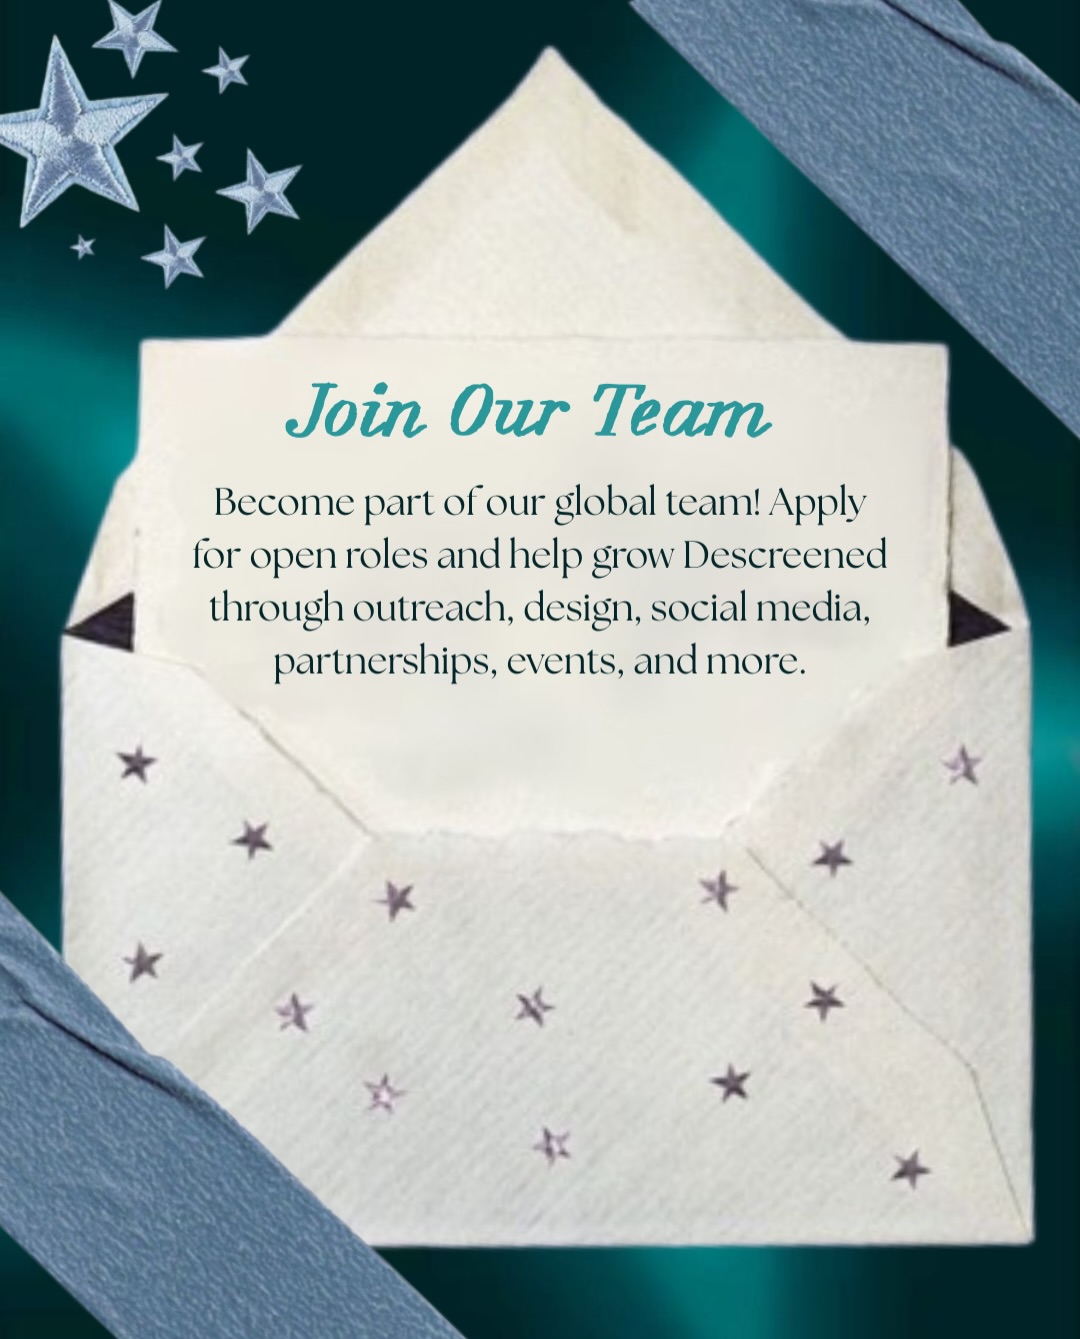 Join Our Team
Become part of our global team! Apply
for open roles and help grow Descreened
through outreach, design, social media,
partnerships, events, and more.